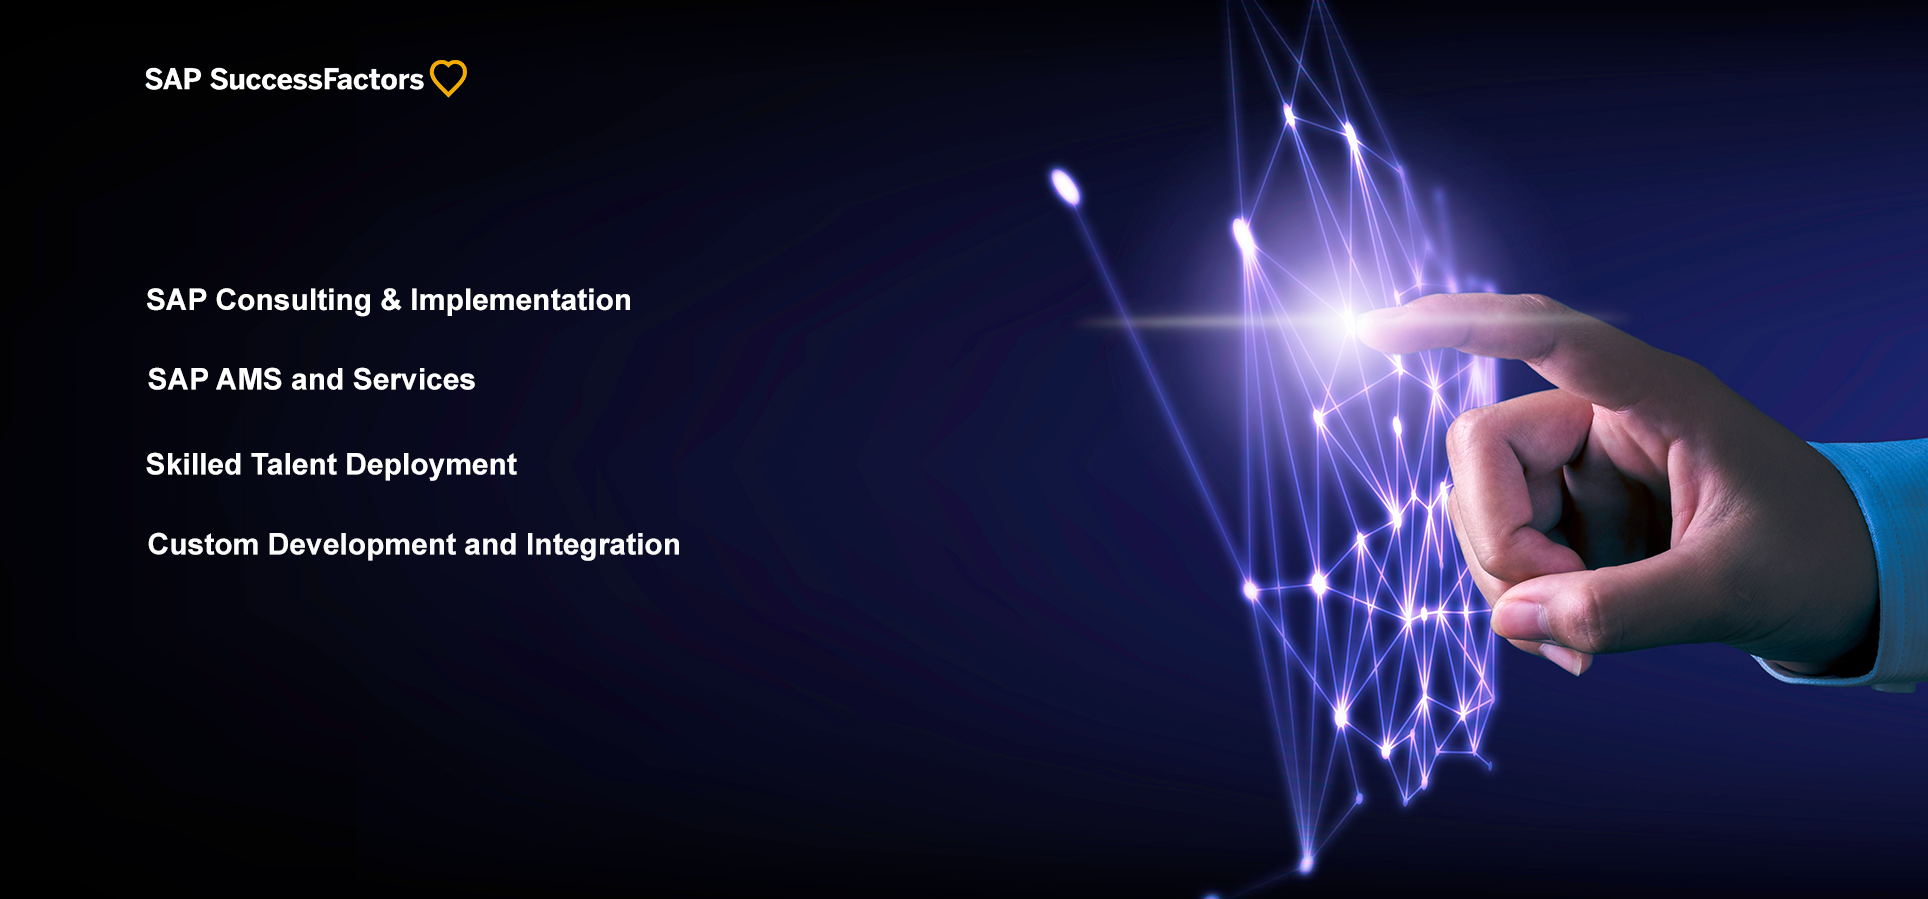 SAP SuccessFactors
SAP Consulting & Implementation
SAP AMS and Services
Skilled Talent Deployment
Custom Development and Integration